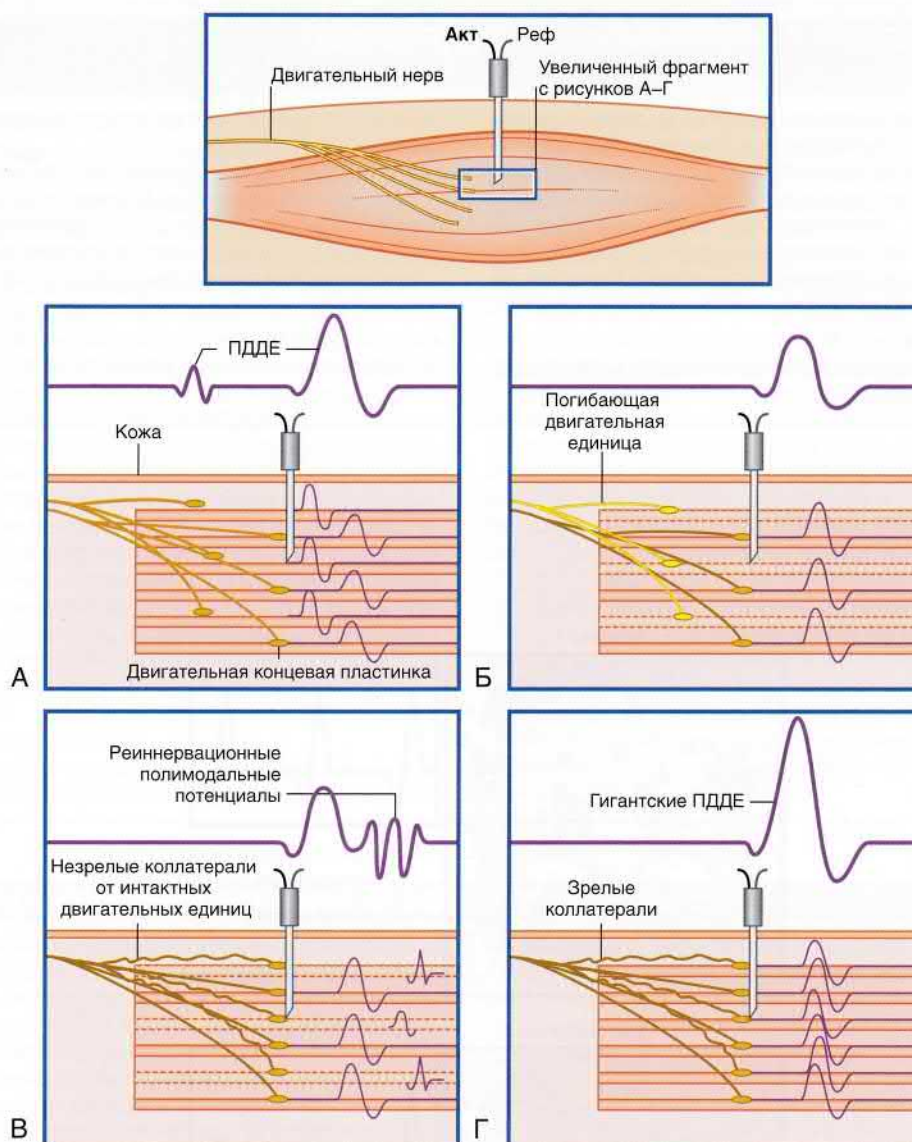 Акт Реф
Двигательный нерв
Увеличенный фрагмент
с рисунков А–Г
ПДДЕ
Кожа
Двигательная концевая пластинка
А
Погибающая
двигательная
единица
Б
Реиннервационные
полимодальные
потенциалы
Незрелые коллатерали
от интактных
двигательных единиц
В
Гигантские ПДДЕ
Зрелые
коллатерали
Г